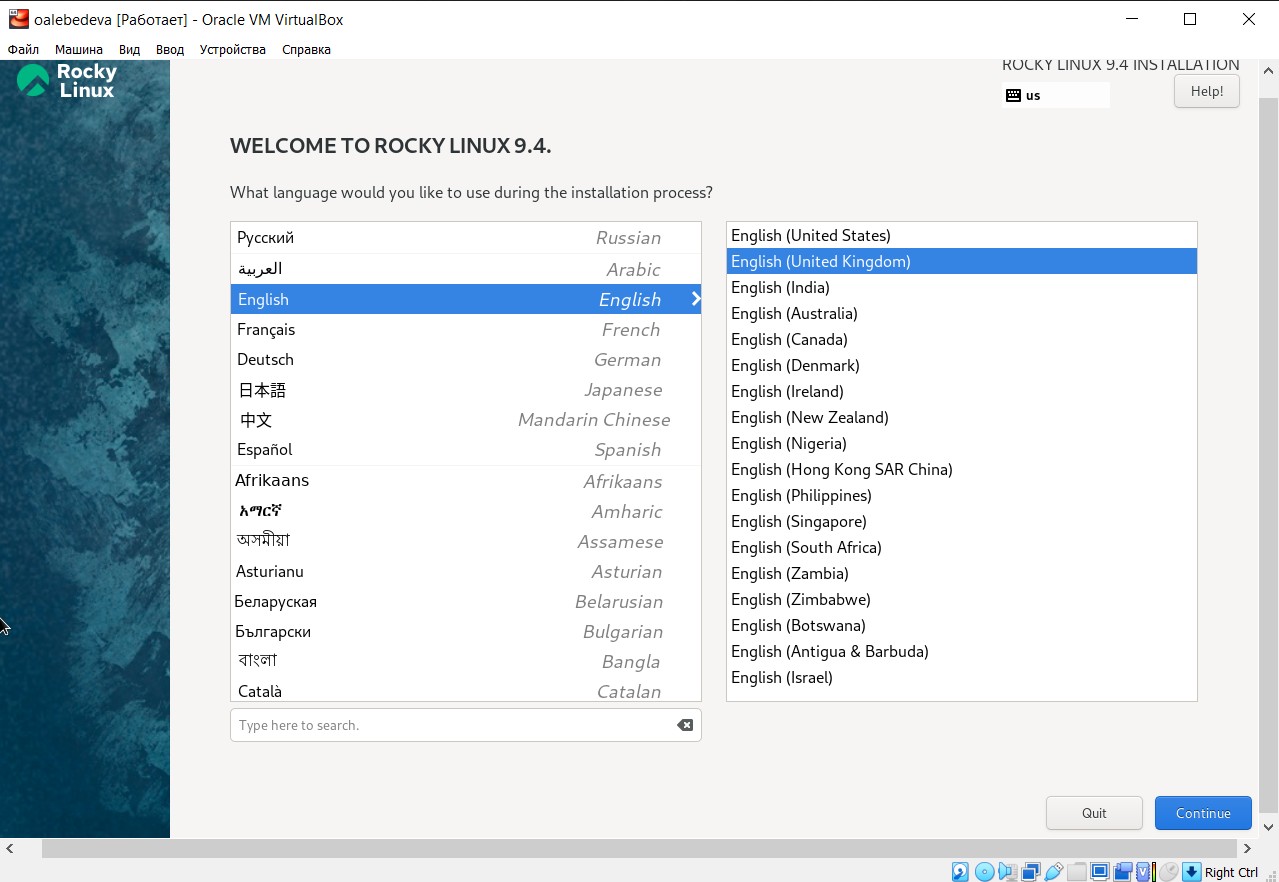 oalebedeva [Работает] - Oracle VM VirtualBox
Файл Машина Вид Ввод Устройства Справка
Rocky
Linux
ROCKY LINUX 9.4 INSTALLATION
us
Help!
WELCOME TO ROCKY LINUX 9.4.
What language would you like to use during the installation process?
Русский Russian
العربية Arabic
English English
Français French
Deutsch German
日本語 Japanese
中文 Mandarin Chinese
Español Spanish
Afrikaans Afrikaans
አማርኛ Amharic
অসমীয়া Assamese
Asturianu Asturian
Беларуская Belarusian
Български Bulgarian
বাংলা Bangla
Català Catalan
Type here to search.
English (United States)
English (United Kingdom)
English (India)
English (Australia)
English (Canada)
English (Denmark)
English (Ireland)
English (New Zealand)
English (Nigeria)
English (Hong Kong SAR China)
English (Philippines)
English (Singapore)
English (South Africa)
English (Zambia)
English (Zimbabwe)
English (Botswana)
English (Antigua & Barbuda)
English (Israel)
Quit
Continue
Right Ctrl